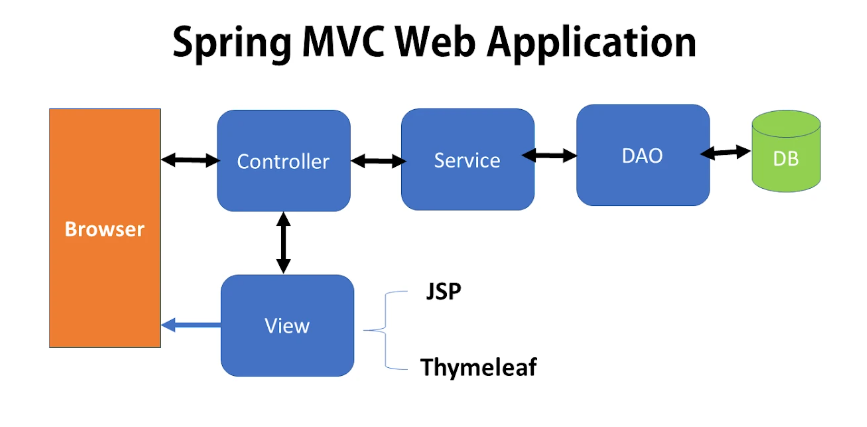 Spring MVC Web Application
Browser
Controller
Service
DAO
DB
View
JSP
Thymeleaf